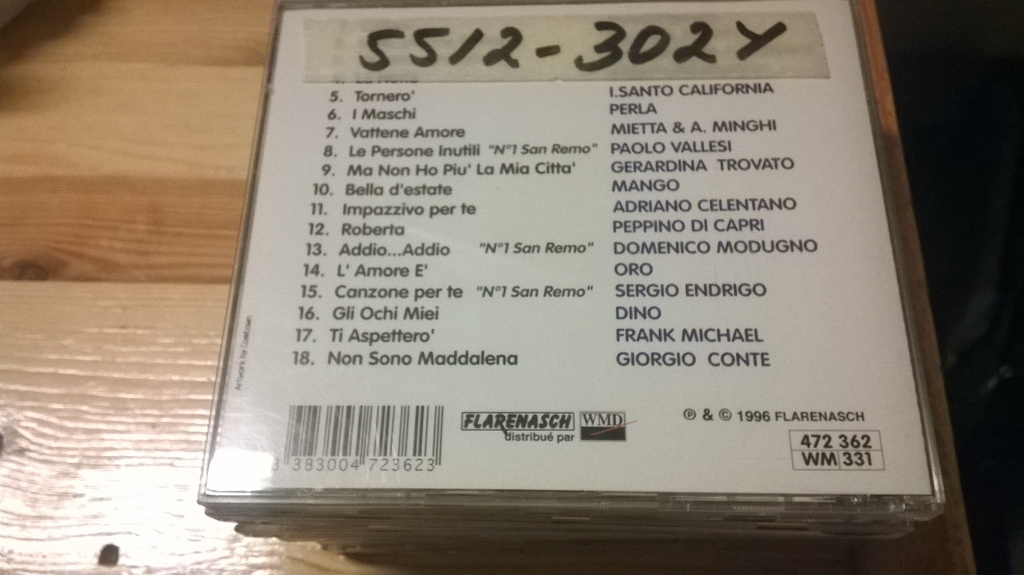 5512-302Y
5. Tornero' I.SANTO CALIFORNIA
6. I Maschi PERLA
7. Vattene Amore MIETTA & A. MINGHI
8. Le Persone Inutili "N°1 San Remo" PAOLO VALLESI
9. Ma Non Ho Piu' La Mia Citta' GERARDINA TROVATO
10. Bella d'estate MANGO
11. Impazzivo per te ADRIANO CELENTANO
12. Roberta PEPPINO DI CAPRI
13. Addio...Addio "N°1 San Remo" DOMENICO MODUGNO
14. L' Amore E' ORO
15. Canzone per te "N°1 San Remo" SERGIO ENDRIGO
16. Gli Ochi Miei DINO
17. Ti Aspettero' FRANK MICHAEL
18. Non Sono Maddalena GIORGIO CONTE
Artwork by
FLARENASCH WMD
distribué par
℗ & © 1996 FLARENASCH
472 362
WM 331
3 383004 723623